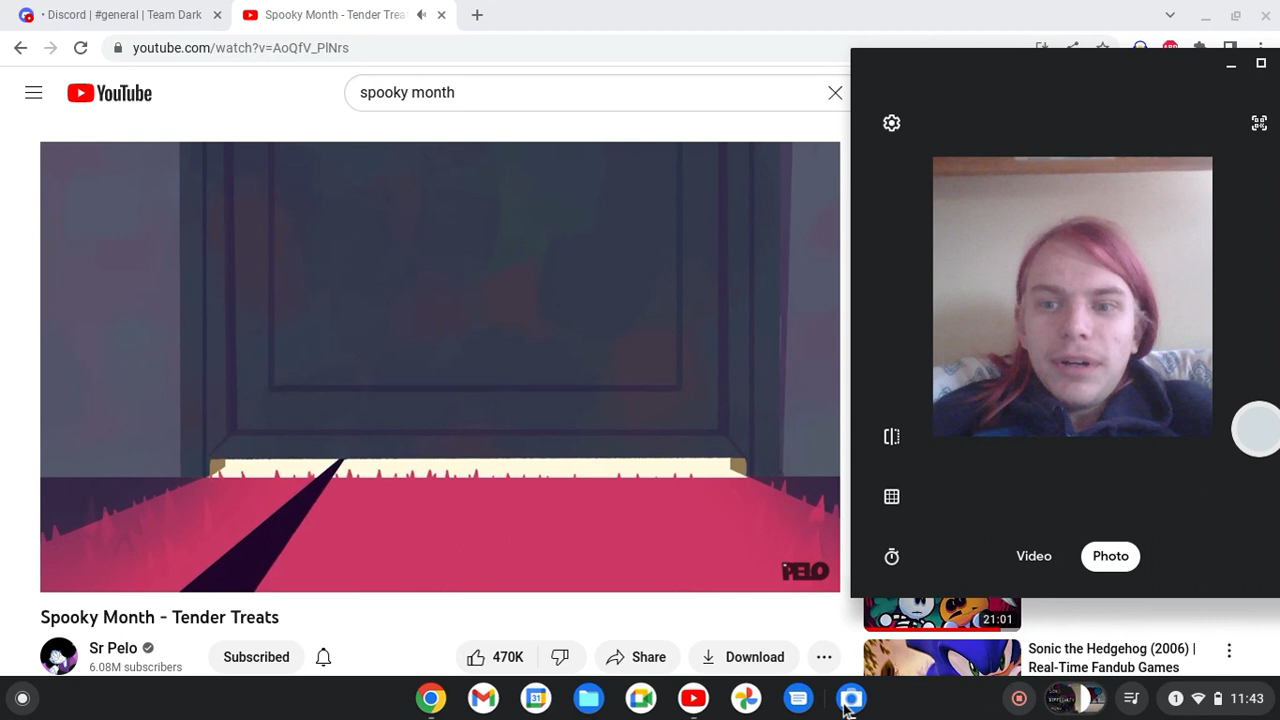 • Discord | #general | Team Dark
Spooky Month - Tender Trea
youtube.com/watch?v=AoQfV_PlNrs
YouTube
spooky month
PELO
Video
Photo
Spooky Month - Tender Treats
Sr Pelo
6.08M subscribers
Subscribed
470K
Share
Download
21:01
Sonic the Hedgehog (2006) |
Real-Time Fandub Games
31
1
11:43